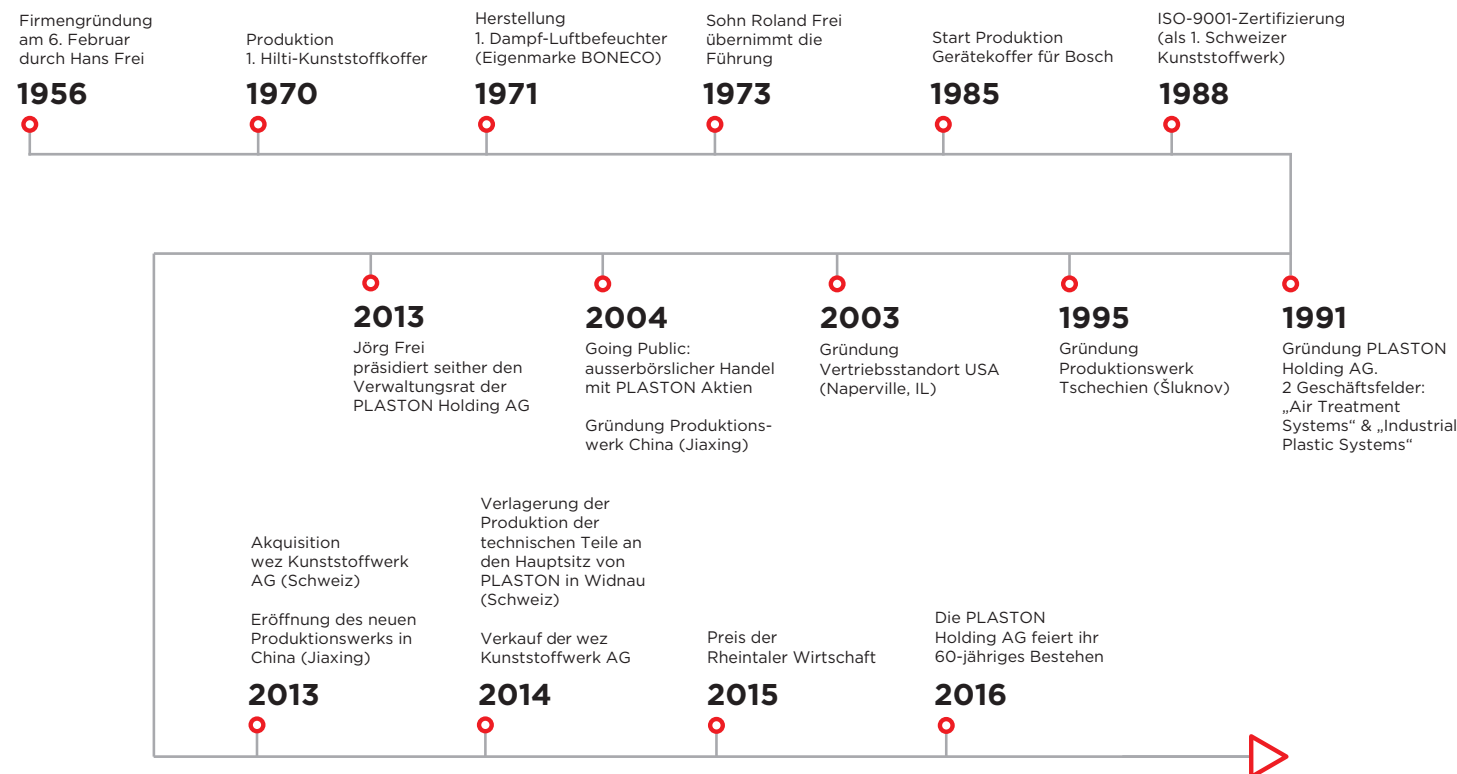 Firmengründung
am 6. Februar
durch Hans Frei
1956
Produktion
1. Hilti-Kunststoffkoffer
1970
Herstellung
1. Dampf-Luftbefeuchter
(Eigenmarke BONECO)
1971
Sohn Roland Frei
übernimmt die
Führung
1973
Start Produktion
Gerätekoffer für Bosch
1985
ISO-9001-Zertifizierung
(als 1. Schweizer
Kunststoffwerk)
1988
1991
Gründung PLASTON
Holding AG.
2 Geschäftsfelder:
„Air Treatment
Systems“ & „Industrial
Plastic Systems“
1995
Gründung
Produktionswerk
Tschechien (Šluknov)
2003
Gründung
Vertriebsstandort USA
(Naperville, IL)
2004
Going Public:
ausserbörslicher Handel
mit PLASTON Aktien
Gründung Produktions-
werk China (Jiaxing)
2013
Jörg Frei
präsidiert seither den
Verwaltungsrat der
PLASTON Holding AG
Akquisition
wez Kunststoffwerk
AG (Schweiz)
Eröffnung des neuen
Produktionswerks in
China (Jiaxing)
2013
Verlagerung der
Produktion der
technischen Teile an
den Hauptsitz von
PLASTON in Widnau
(Schweiz)
Verkauf der wez
Kunststoffwerk AG
2014
Preis der
Rheintaler Wirtschaft
2015
Die PLASTON
Holding AG feiert ihr
60-jähriges Bestehen
2016